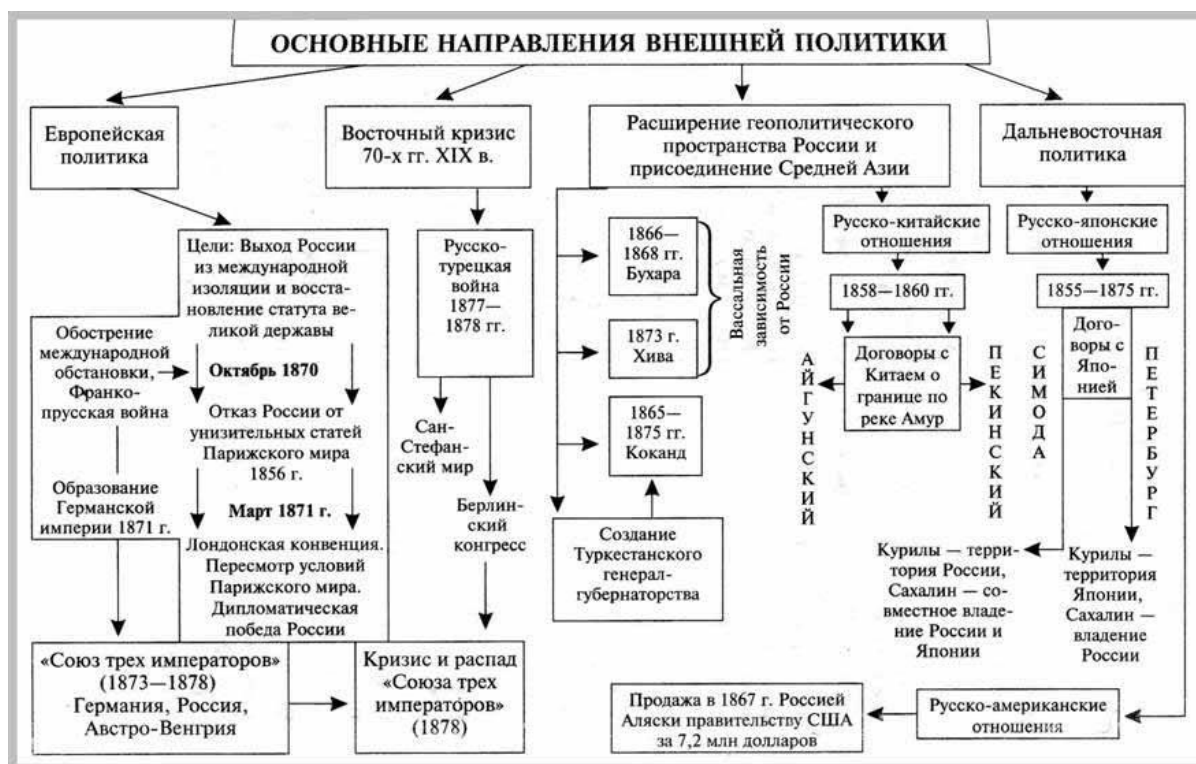 ОСНОВНЫЕ НАПРАВЛЕНИЯ ВНЕШНЕЙ ПОЛИТИКИ
Европейская
политика
Восточный кризис
70-х гг. XIX в.
Расширение геополитического
пространства России и
присоединение Средней Азии
Дальневосточная
политика
Цели: Выход России
из международной
изоляции и восста-
новление статута ве-
ликой державы
Обострение
международной
обстановки,
Франко-
прусская война
Октябрь 1870
Отказ России от
унизительных статей
Парижского мира
1856 г.
Образование
Германской
империи 1871 г.
Март 1871 г.
Лондонская конвенция.
Пересмотр условий
Парижского мира.
Дипломатическая
победа России
«Союз трех императоров»
(1873—1878)
Германия, Россия,
Австро-Венгрия
Русско-
турецкая
война
1877—
1878 гг.
Сан-
Стефан-
ский мир
Берлин-
ский
конгресс
Кризис и распад
«Союза трех
императоров»
(1878)
1866—
1868 гг.
Бухара
1873 г.
Хива
1865—
1875 гг.
Коканд
Вассальная
зависимость
от России
Создание
Туркестанского
генерал-
губернаторства
Русско-китайские
отношения
1858—1860 гг.
Договоры с
Китаем о
границе по
реке Амур
АЙГУНСКИЙ
ПЕКИНСКИЙ
Русско-японские
отношения
1855—1875 гг.
Дого-
воры с
Япо-
нией
СИМОДА
ПЕТЕРБУРГ
Курилы — терри-
тория России,
Сахалин — со-
вместное владе-
ние России и
Японии
Курилы —
территория
Японии,
Сахалин —
владение
России
Продажа в 1867 г. Россией
Аляски правительству США
за 7,2 млн долларов
Русско-американские
отношения